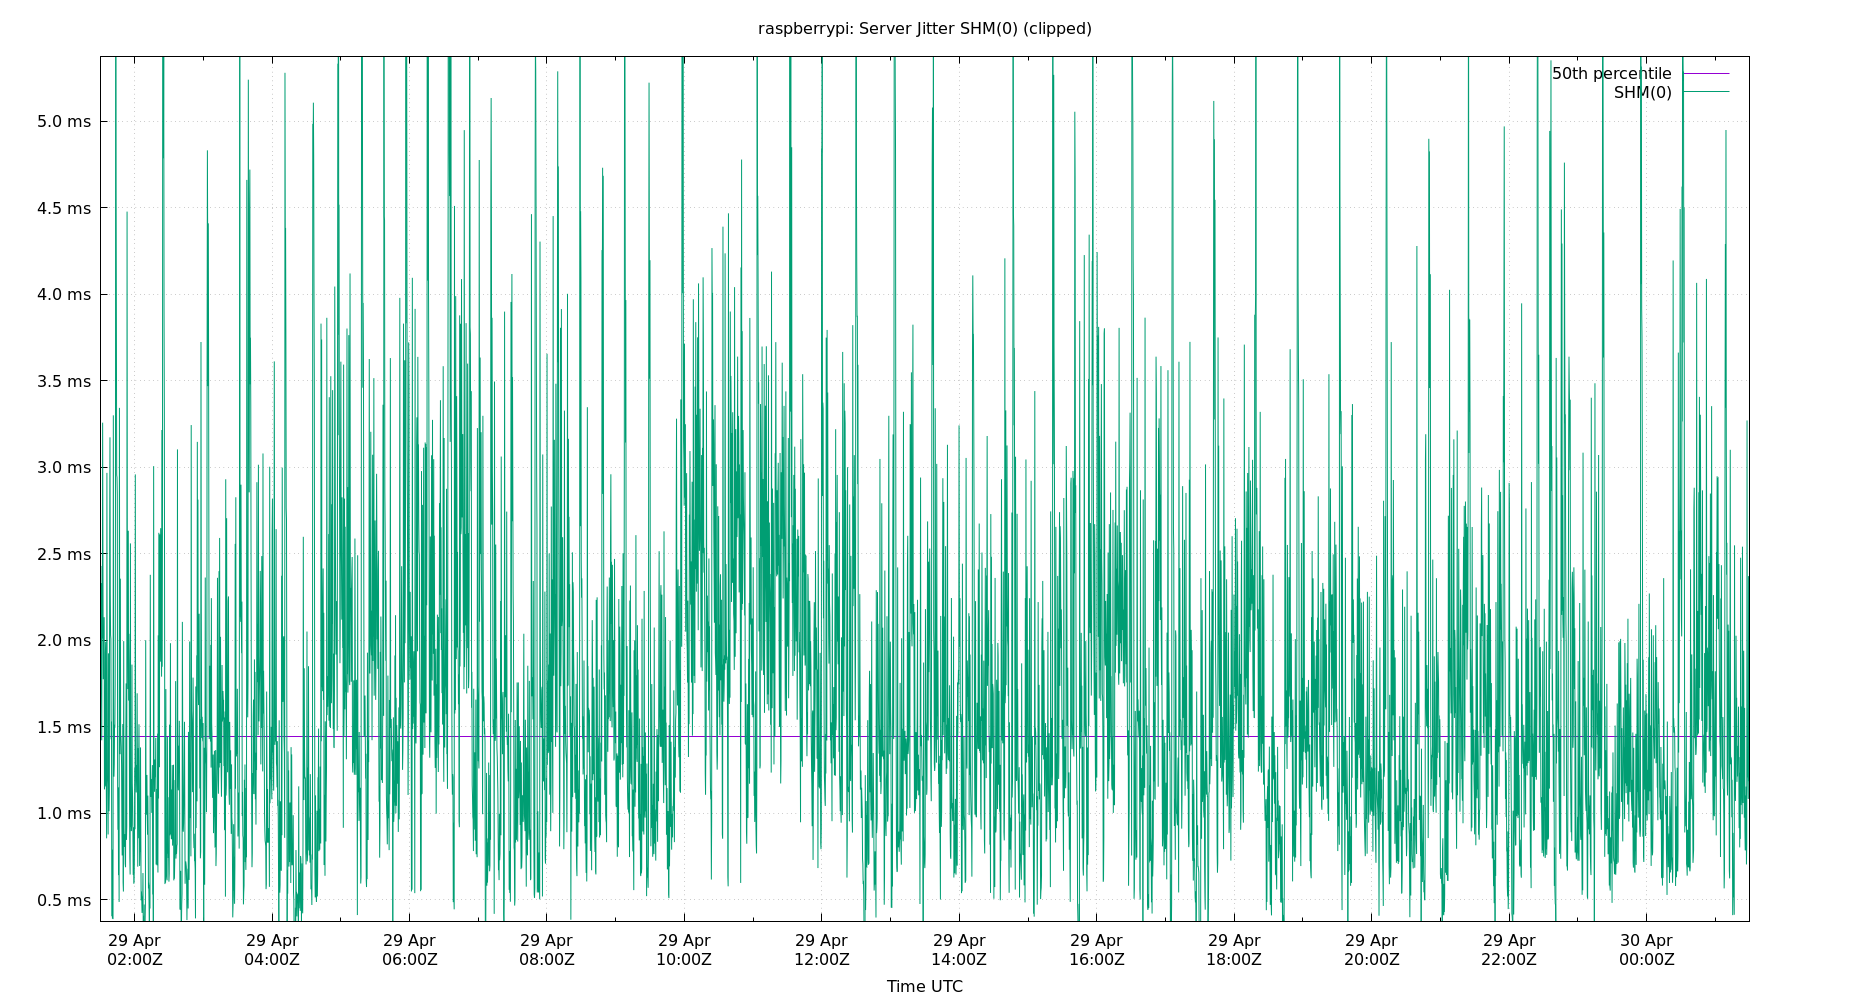 raspberrypi: Server Jitter SHM(0) (clipped)
50th percentile
SHM(0)
5.0 ms
4.5 ms
4.0 ms
3.5 ms
3.0 ms
2.5 ms
2.0 ms
1.5 ms
1.0 ms
0.5 ms
29 Apr 29 Apr 29 Apr 29 Apr 29 Apr 29 Apr 29 Apr 29 Apr 29 Apr 29 Apr 29 Apr 30 Apr
02:00Z 04:00Z 06:00Z 08:00Z 10:00Z 12:00Z 14:00Z 16:00Z 18:00Z 20:00Z 22:00Z 00:00Z
Time UTC